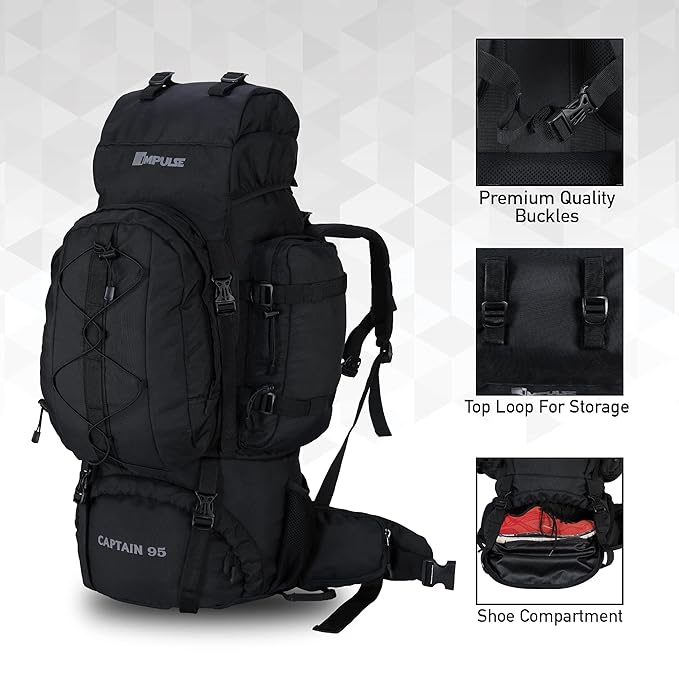 IMPULSE
CAPTAIN 95
Premium Quality
Buckles
Top Loop For Storage
Shoe Compartment